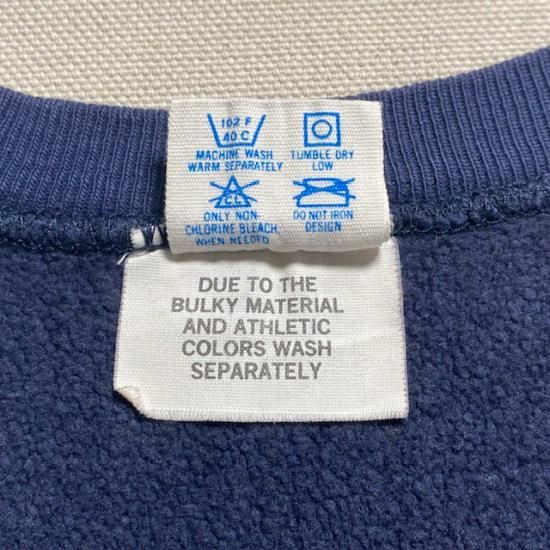 102 F
40 C
MACHINE WASH
WARM SEPARATELY
TUMBLE DRY
LOW
CL
ONLY NON-
CHLORINE BLEACH
WHEN NEEDED
DO NOT IRON
DESIGN
DUE TO THE
BULKY MATERIAL
AND ATHLETIC
COLORS WASH
SEPARATELY